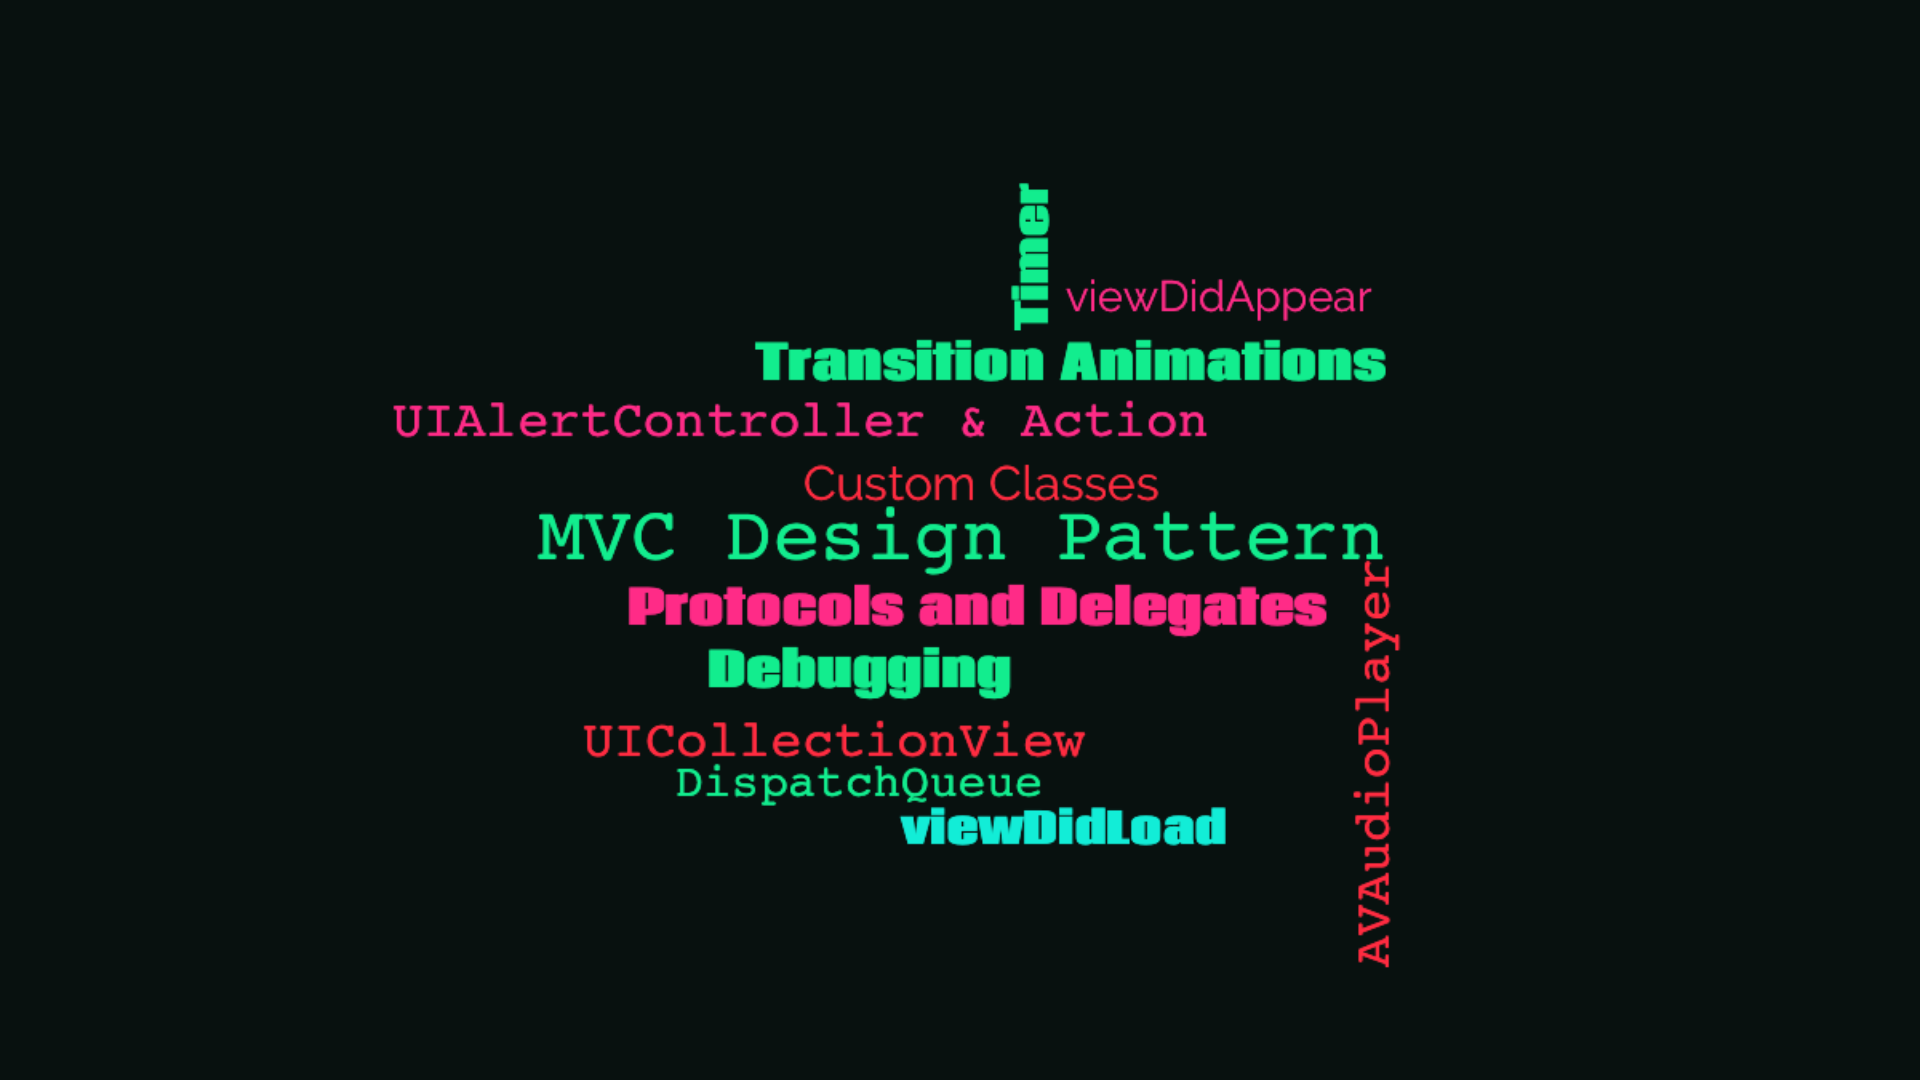 Timer
viewDidAppear
Transition Animations
UIAlertController & Action
Custom Classes
MVC Design Pattern
Protocols and Delegates
Debugging
UICollectionView
DispatchQueue
viewDidLoad
AVAudioPlayer